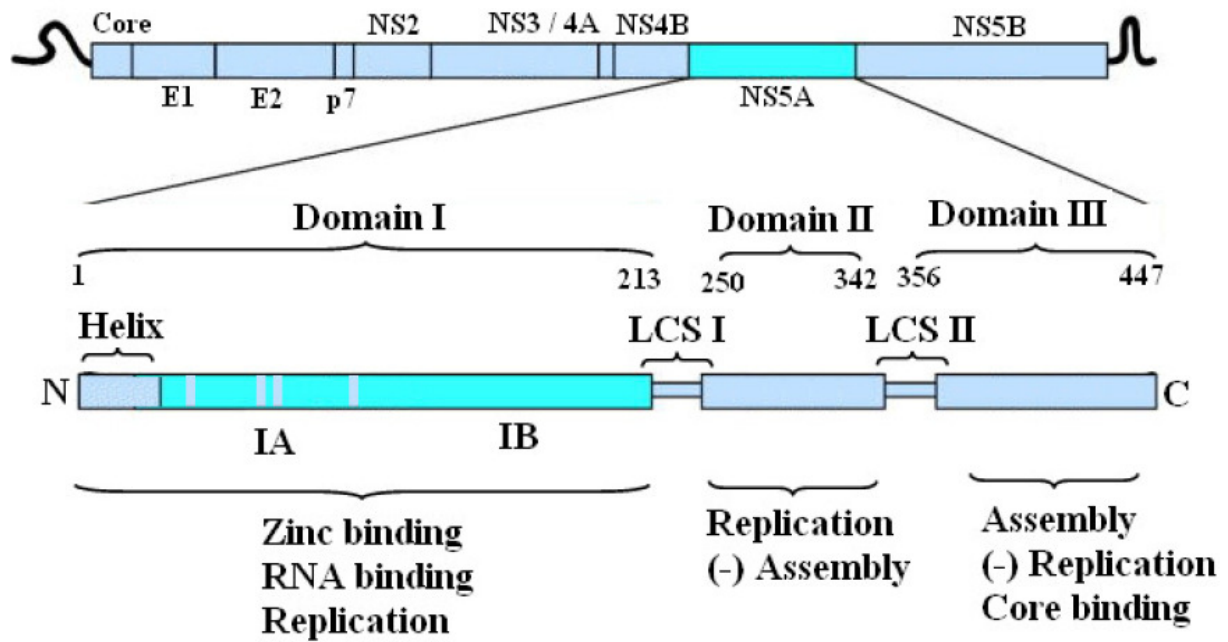 Core NS2 NS3 / 4A NS4B NS5B
E1 E2 p7 NS5A
Domain I Domain II Domain III
1 213 250 342 356 447
Helix LCS I LCS II
N C
IA IB
Zinc binding
RNA binding
Replication
Replication
(-) Assembly
Assembly
(-) Replication
Core binding